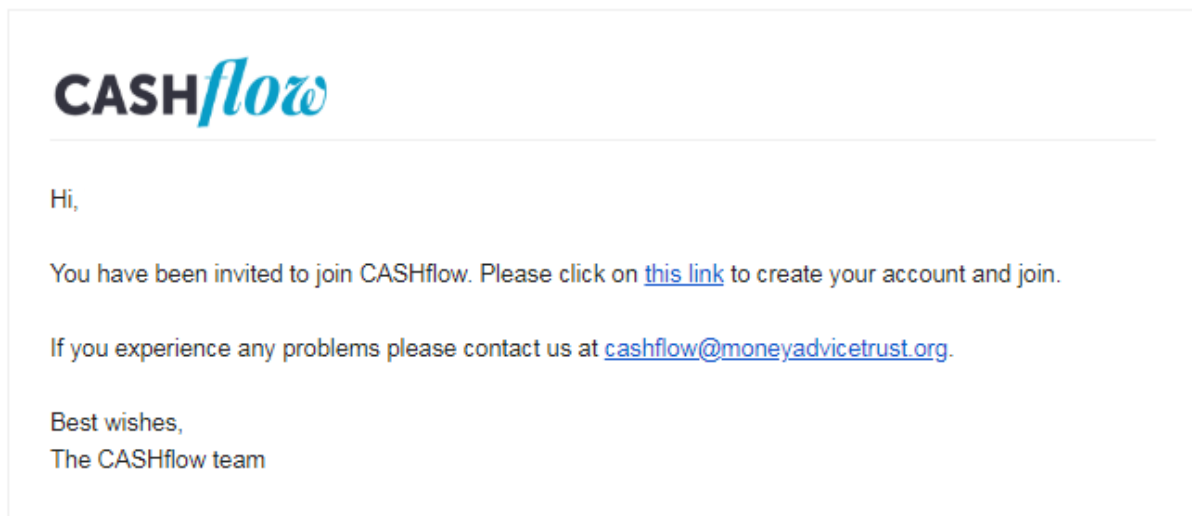 CASHflow
Hi,
You have been invited to join CASHflow. Please click on this link to create your account and join.
If you experience any problems please contact us at cashflow@moneyadvicetrust.org.
Best wishes,
The CASHflow team